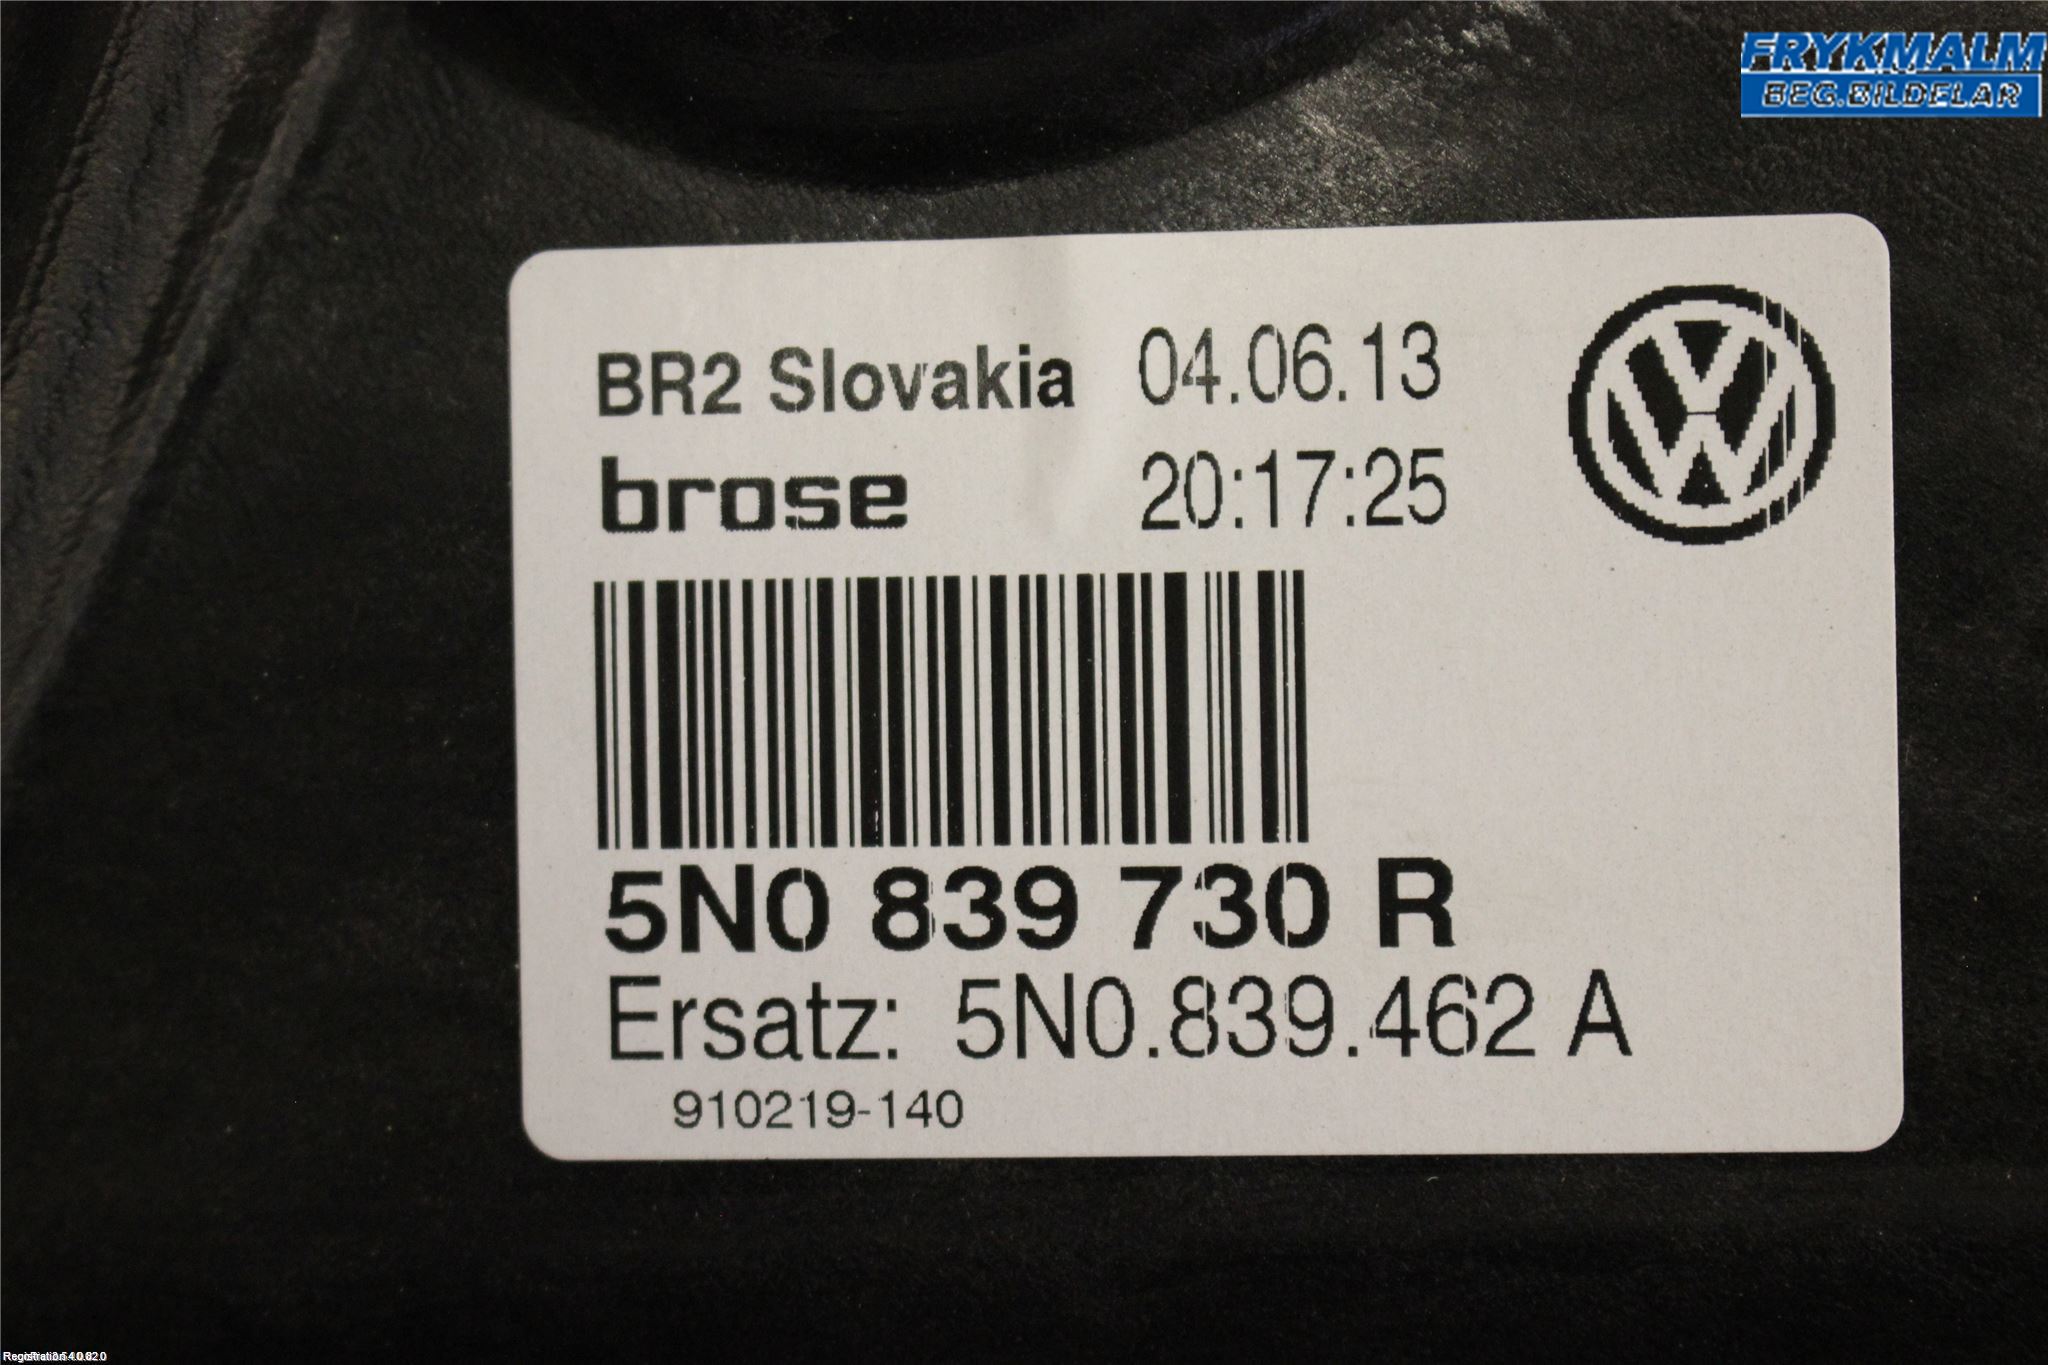 FRYKMALM
BEG.BILDELAR
BR2 Slovakia 04.06.13
brose 20:17:25
5N0 839 730 R
Ersatz: 5N0.839.462 A
910219-140